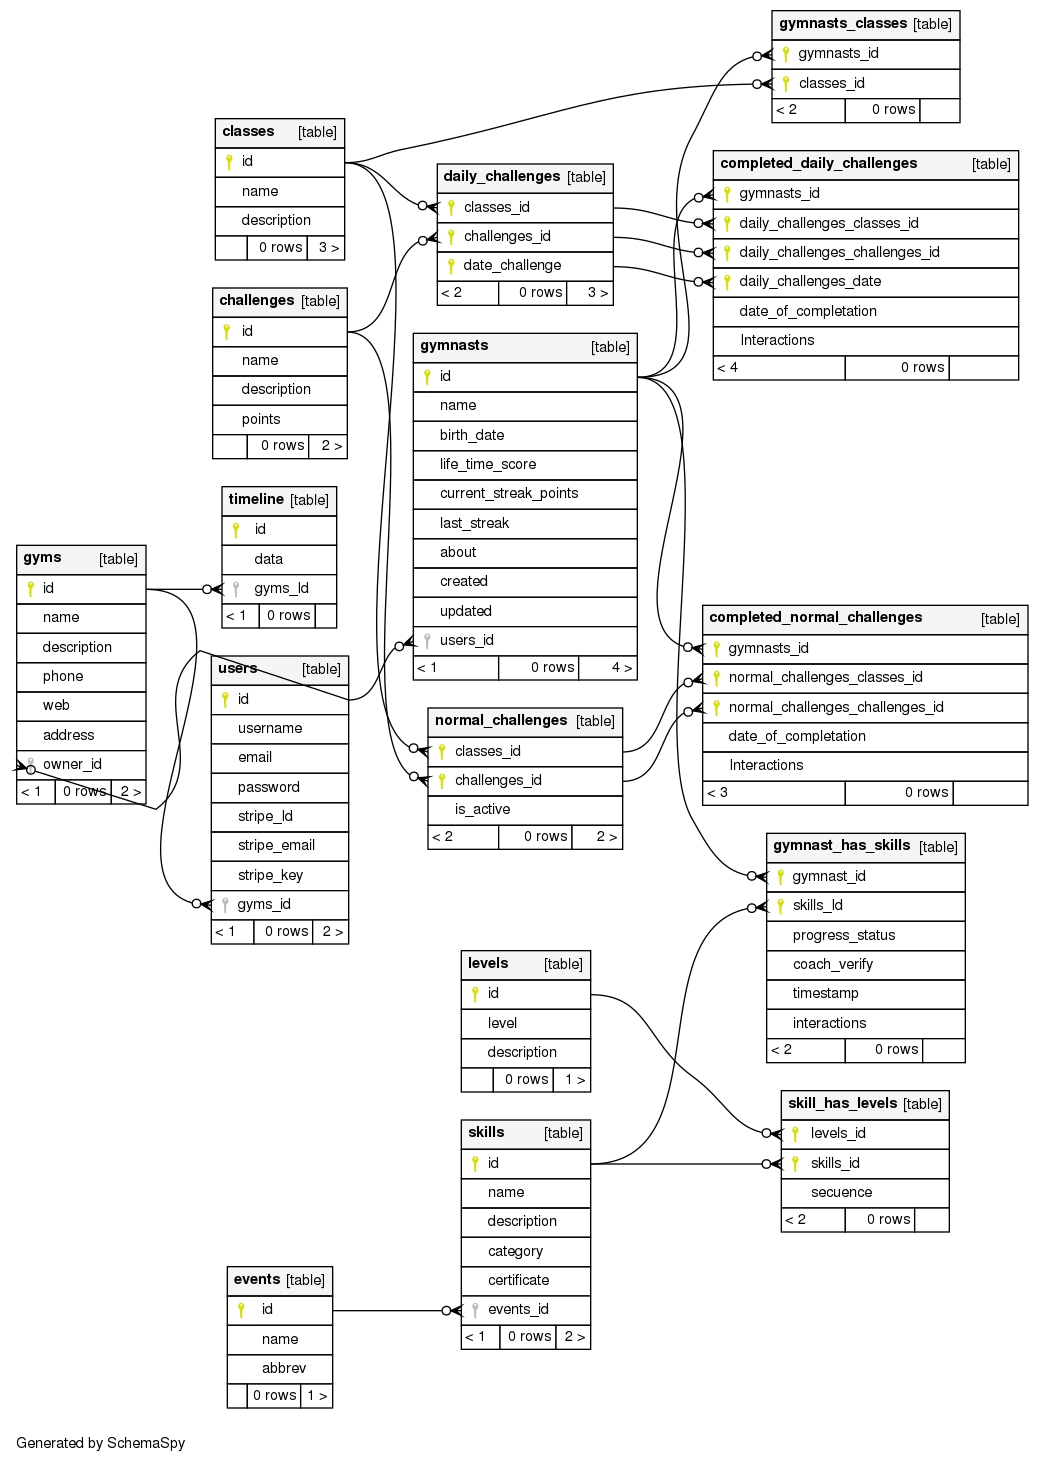 gymnasts_classes [table]
gymnasts_id
classes_id
< 2 0 rows
classes [table]
id
name
description
0 rows 3 >
daily_challenges [table]
classes_id
challenges_id
date_challenge
< 2 0 rows 3 >
completed_daily_challenges [table]
gymnasts_id
daily_challenges_classes_id
daily_challenges_challenges_id
daily_challenges_date
date_of_completion
Interactions
< 4 0 rows
challenges [table]
id
name
description
points
0 rows 2 >
gymnasts [table]
id
name
birth_date
life_time_score
current_streak_points
last_streak
about
created
updated
users_id
< 1 0 rows 4 >
timeline [table]
id
data
gyms_Id
< 1 0 rows
gyms [table]
id
name
description
phone
web
address
owner_id
< 1 0 rows 2 >
users [table]
id
username
email
password
stripe_Id
stripe_email
stripe_key
gyms_id
< 1 0 rows 2 >
normal_challenges [table]
classes_id
challenges_id
is_active
< 2 0 rows 2 >
completed_normal_challenges [table]
gymnasts_id
normal_challenges_classes_id
normal_challenges_challenges_id
date_of_completion
Interactions
< 3 0 rows
gymnast_has_skills [table]
gymnast_id
skills_Id
progress_status
coach_verify
timestamp
interactions
< 2 0 rows
levels [table]
id
level
description
0 rows 1 >
skill_has_levels [table]
levels_id
skills_id
secuence
< 2 0 rows
skills [table]
id
name
description
category
certificate
events_id
< 1 0 rows 2 >
events [table]
id
name
abbrev
0 rows 1 >
Generated by SchemaSpy